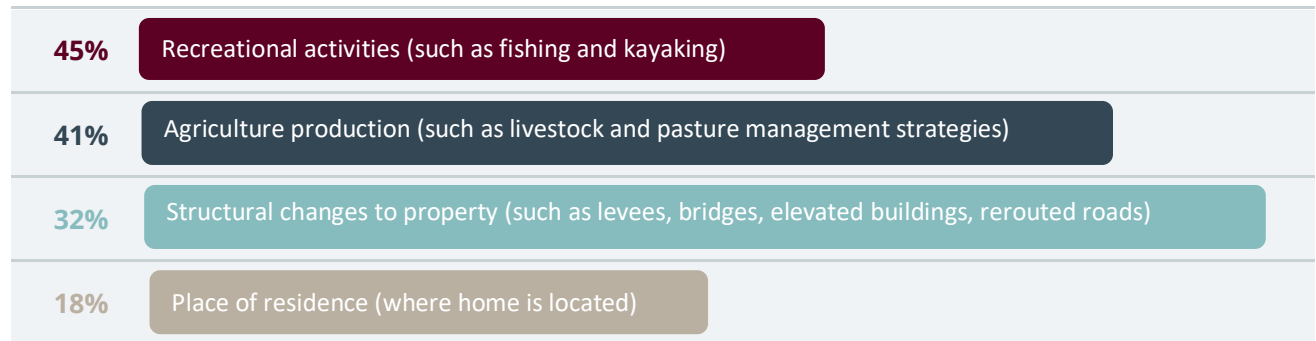 45% Recreational activities (such as fishing and kayaking)
41% Agriculture production (such as livestock and pasture management strategies)
32% Structural changes to property (such as levees, bridges, elevated buildings, rerouted roads)
18% Place of residence (where home is located)